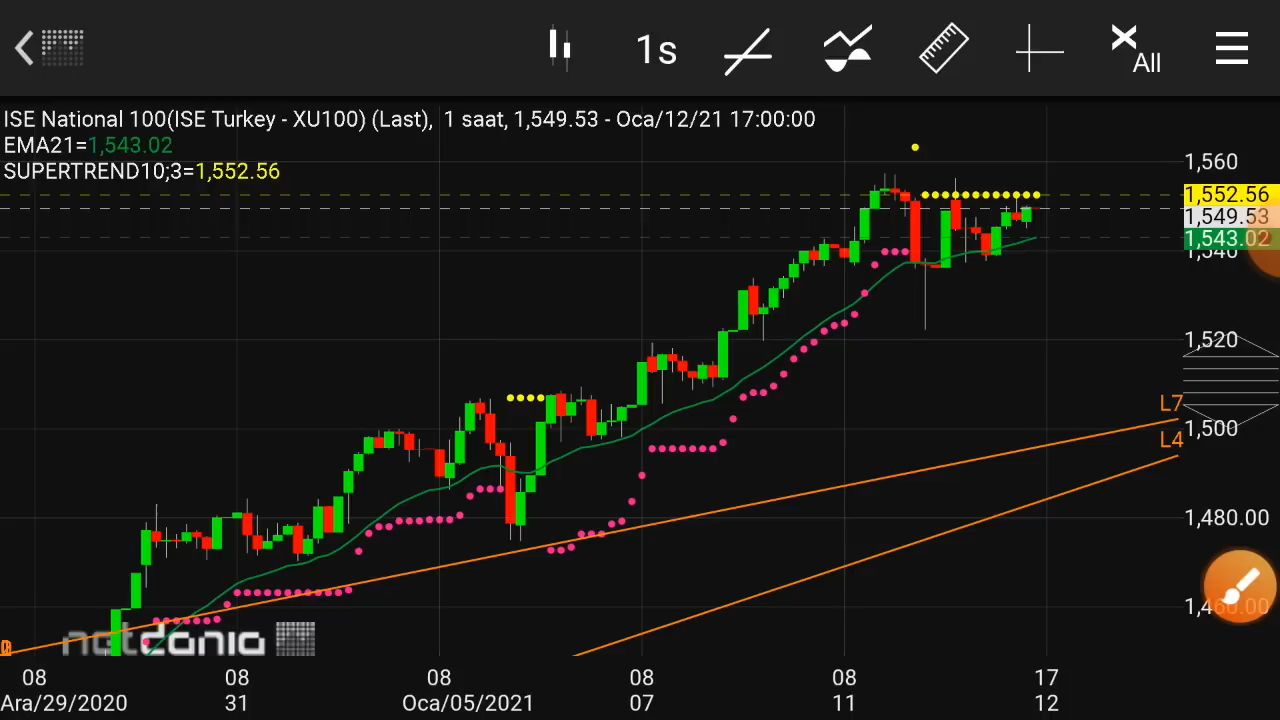 1s
All
ISE National 100(ISE Turkey - XU100) (Last), 1 saat, 1,549.53 - Oca/12/21 17:00:00
EMA21=1,543.02
SUPERTREND10;3=1,552.56
1,560
1,552.56
1,549.53
1,543.02
1,540
1,520
L7
1,500
L4
1,480.00
1,460.00
netdania
08 08 08 08 08 17
Ara/29/2020 31 Oca/05/2021 07 11 12